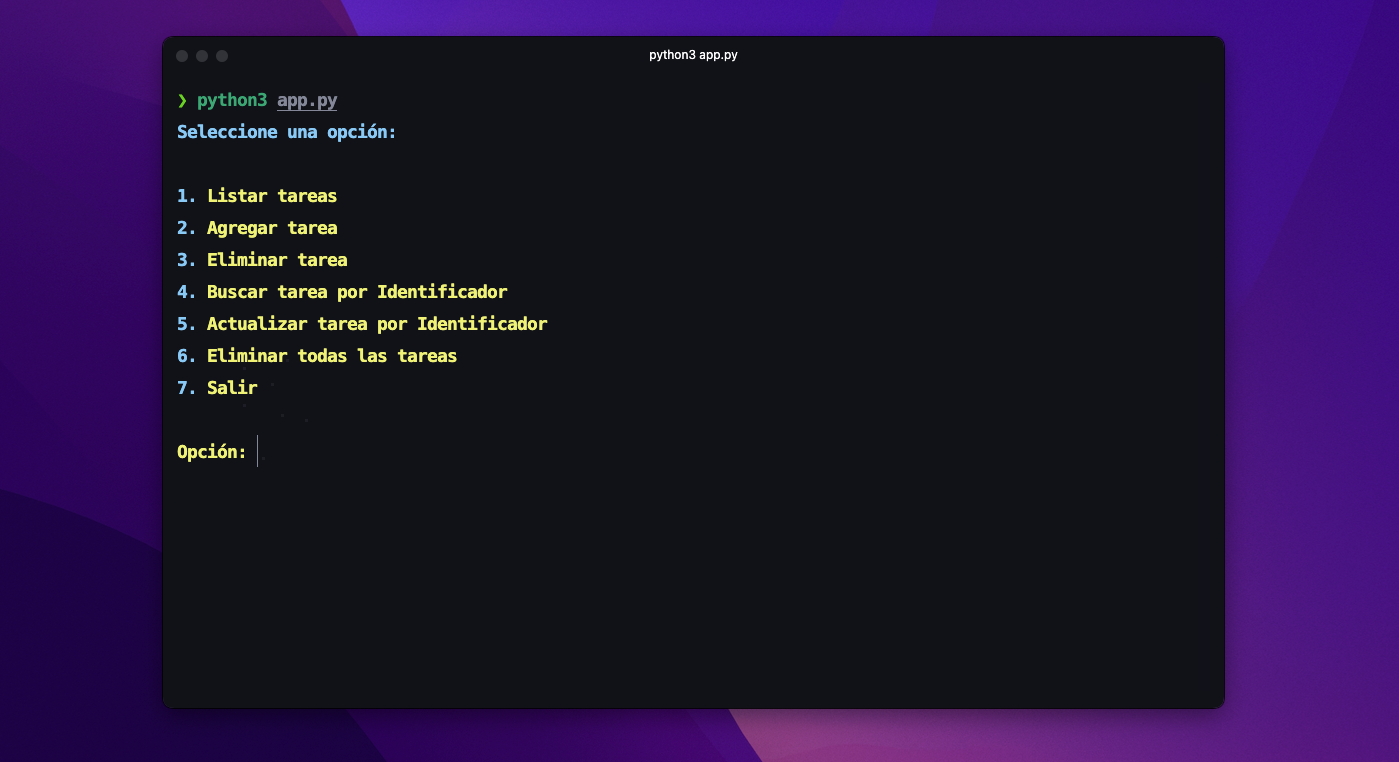 python3 app.py
❯ python3 app.py
Seleccione una opción:
1. Listar tareas
2. Agregar tarea
3. Eliminar tarea
4. Buscar tarea por Identificador
5. Actualizar tarea por Identificador
6. Eliminar todas las tareas
7. Salir
Opción: